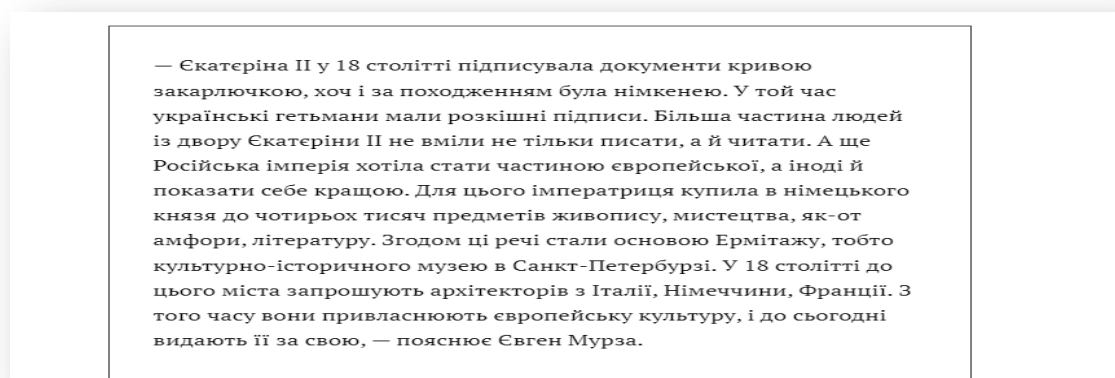 — Єкатєріна ІІ у 18 столітті підписувала документи кривою
закарлючкою, хоч і за походженням була німкенею. У той час
українські гетьмани мали розкішні підписи. Більша частина людей
із двору Єкатєріни ІІ не вміли не тільки писати, а й читати. А ще
Російська імперія хотіла стати частиною європейської, а іноді й
показати себе кращою. Для цього імператриця купила в німецького
князя до чотирьох тисяч предметів живопису, мистецтва, як-от
амфори, літературу. Згодом ці речі стали основою Ермітажу, тобто
культурно-історичного музею в Санкт-Петербурзі. У 18 столітті до
цього міста запрошують архітекторів з Італії, Німеччини, Франції. З
того часу вони привласнюють європейську культуру, і до сьогодні
видають її за свою, — пояснює Євген Мурза.